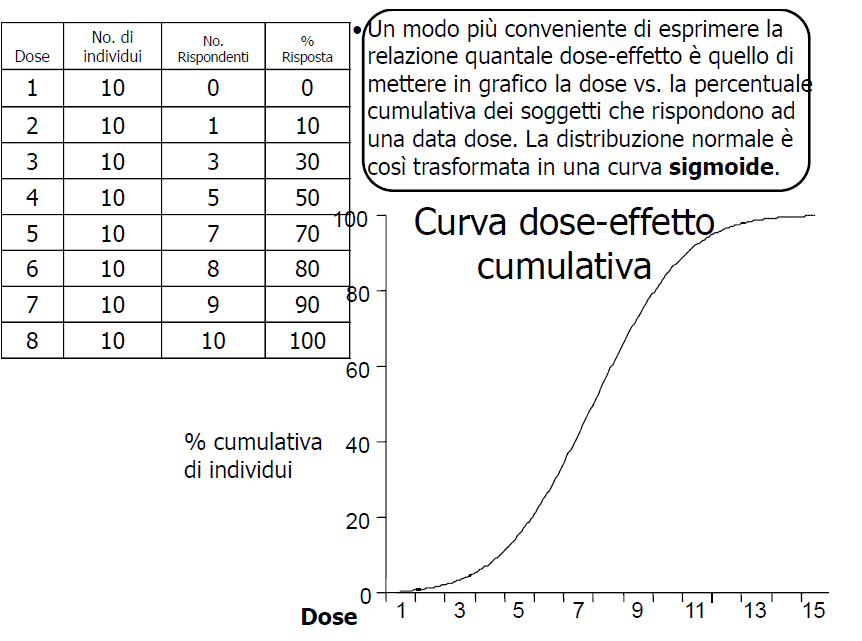 Dose No. di individui No. Rispondenti % Risposta
1 10 0 0
2 10 1 10
3 10 3 30
4 10 5 50
5 10 7 70
6 10 8 80
7 10 9 90
8 10 10 100
• Un modo più conveniente di esprimere la
relazione quantale dose-effetto è quello di
mettere in grafico la dose vs. la percentuale
cumulativa dei soggetti che rispondono ad
una data dose. La distribuzione normale è
così trasformata in una curva sigmoide.
Curva dose-effetto
cumulativa
100
80
60
40
20
0
% cumulativa
di individui
1 3 5 7 9 11 13 15
Dose